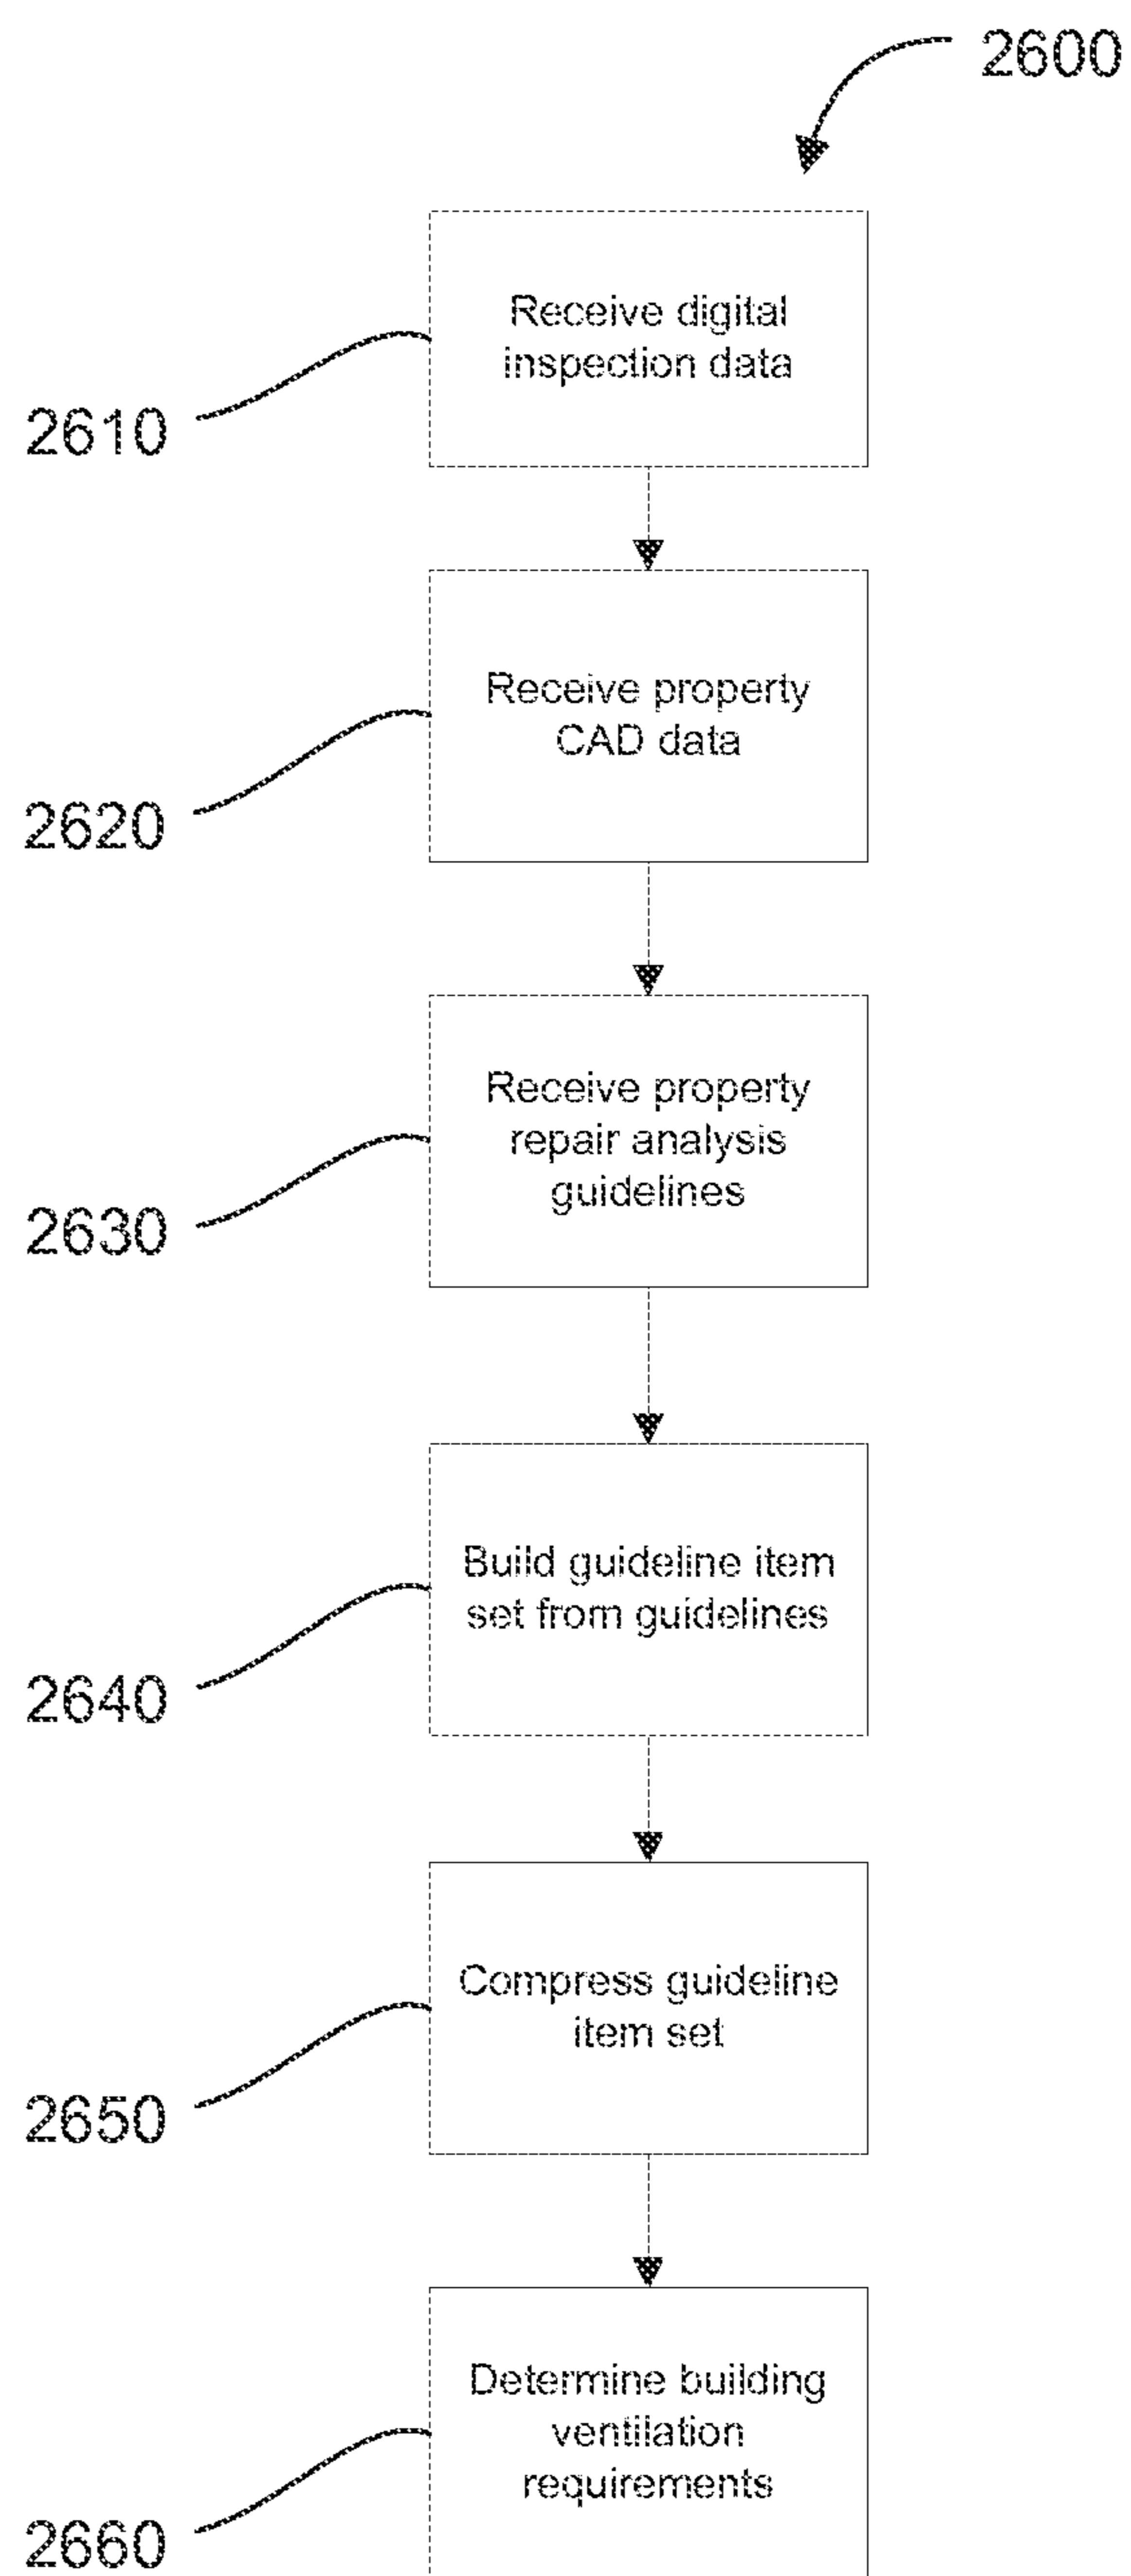 2600
Receive digital
inspection data
2610
Receive property
CAD data
2620
Receive property
repair analysis
guidelines
2630
Build guideline item
set from guidelines
2640
Compress guideline
item set
2650
Determine building
ventilation
requirements
2660